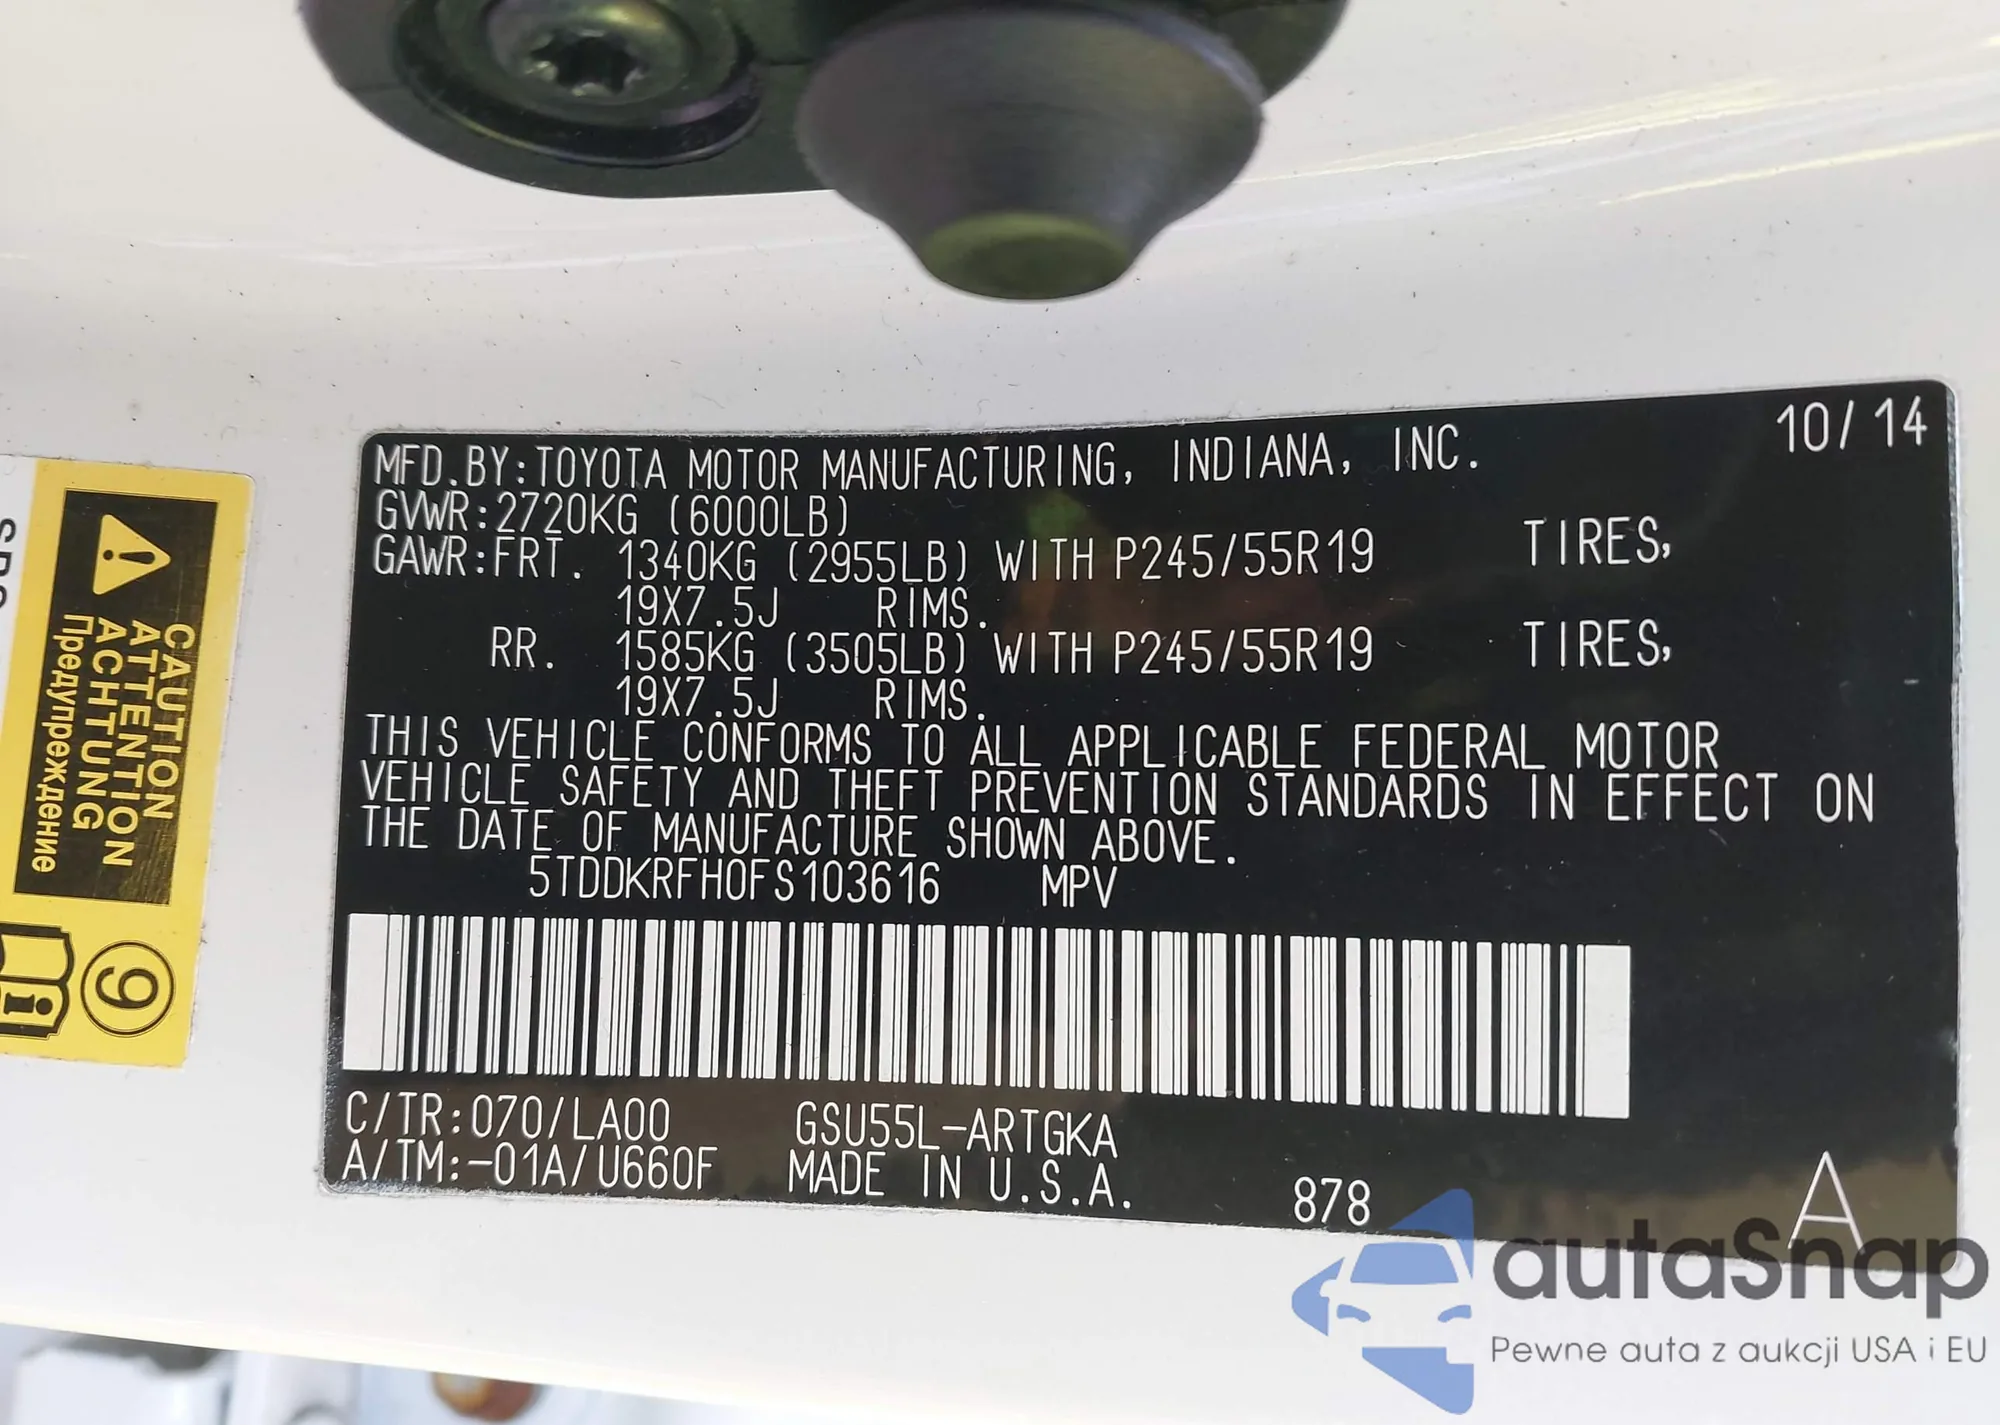 10/14
MFD.BY:TOYOTA MOTOR MANUFACTURING, INDIANA, INC.
GVWR:2720KG (6000LB)
GAWR:FRT. 1340KG (2955LB) WITH P245/55R19 TIRES,
19X7.5J RIMS.
RR. 1585KG (3505LB) WITH P245/55R19 TIRES,
19X7.5J RIMS.
THIS VEHICLE CONFORMS TO ALL APPLICABLE FEDERAL MOTOR
VEHICLE SAFETY AND THEFT PREVENTION STANDARDS IN EFFECT ON
THE DATE OF MANUFACTURE SHOWN ABOVE.
5TDDKRFH0FS103616 MPV
C/TR:070/LA00 GSU55L-ARTGKA
A/TM:-01A/U660F MADE IN U.S.A. 878 A
CAUTION
ATTENTION
ACHTUNG
Предупреждение
9
i
autaSnap
Pewne auta z aukcji USA i EU